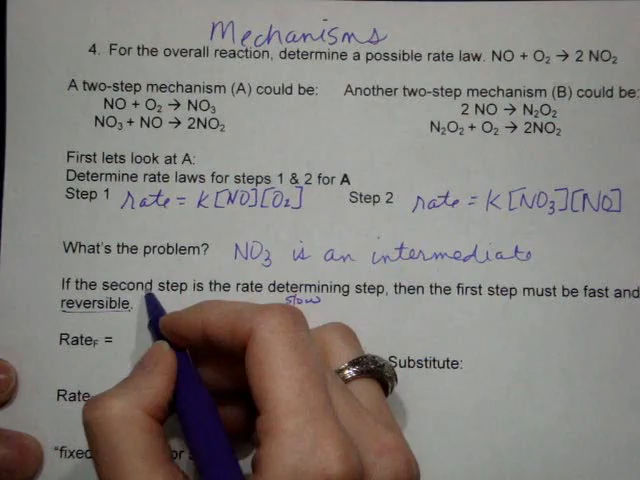 Mechanisms
4. For the overall reaction, determine a possible rate law. NO + O₂ → 2 NO₂
A two-step mechanism (A) could be:
NO + O₂ → NO₃
NO₃ + NO → 2NO₂
Another two-step mechanism (B) could be:
2 NO → N₂O₂
N₂O₂ + O₂ → 2NO₂
First lets look at A:
Determine rate laws for steps 1 & 2 for A
Step 1 rate = K[NO][O₂] Step 2 rate = K[NO₃][NO]
What's the problem? NO₃ is an intermediate
If the second step is the rate determining step, then the first step must be fast and
slow
reversible.
Rate_F =
Substitute:
Rate
"fixed